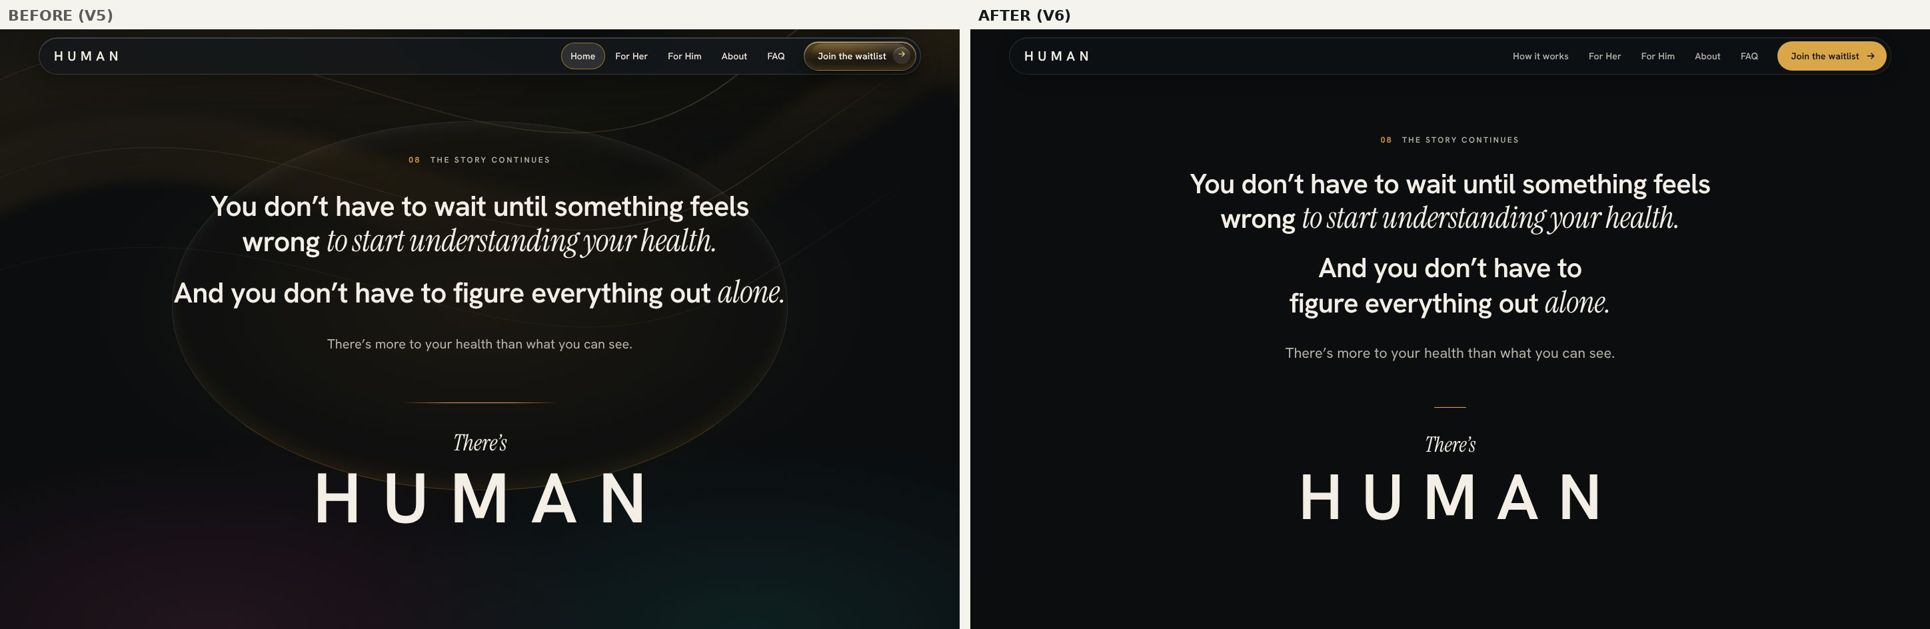 BEFORE (V5)
HUMAN
Home For Her For Him About FAQ Join the waitlist →
08 THE STORY CONTINUES
You don’t have to wait until something feels
wrong to start understanding your health.
And you don’t have to figure everything out alone.
There’s more to your health than what you can see.
There’s
HUMAN
AFTER (V6)
HUMAN
How it works For Her For Him About FAQ Join the waitlist →
08 THE STORY CONTINUES
You don’t have to wait until something feels
wrong to start understanding your health.
And you don’t have to
figure everything out alone.
There’s more to your health than what you can see.
There’s
HUMAN